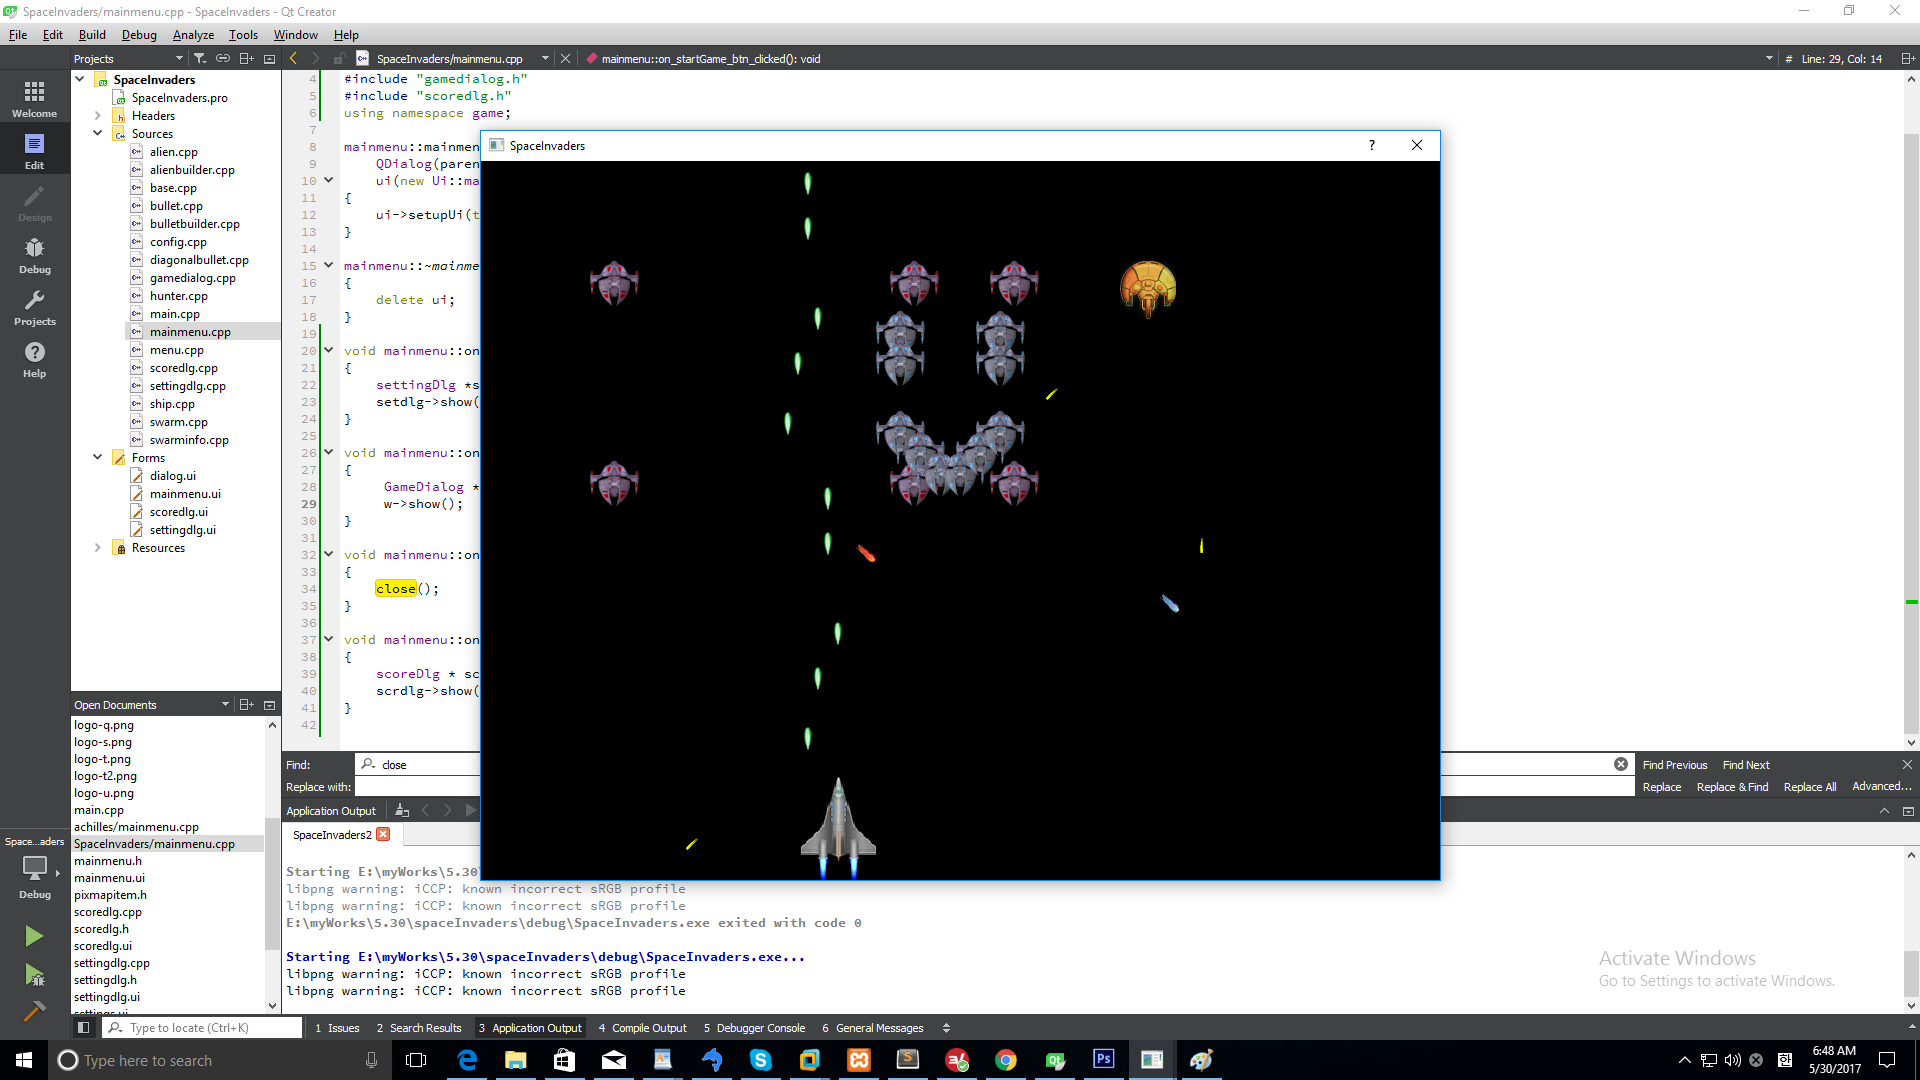 SpaceInvaders/mainmenu.cpp - SpaceInvaders - Qt Creator
File Edit Build Debug Analyze Tools Window Help
Projects
SpaceInvaders/mainmenu.cpp
mainmenu::on_startGame_btn_clicked(): void
# Line: 29, Col: 14
Welcome
Edit
Design
Debug
Projects
Help
SpaceInvaders
SpaceInvaders.pro
Headers
Sources
alien.cpp
alienbuilder.cpp
base.cpp
bullet.cpp
bulletbuilder.cpp
config.cpp
diagonalbullet.cpp
gamedialog.cpp
hunter.cpp
main.cpp
mainmenu.cpp
menu.cpp
scoredlg.cpp
settingdlg.cpp
ship.cpp
swarm.cpp
swarminfo.cpp
Forms
dialog.ui
mainmenu.ui
scoredlg.ui
settingdlg.ui
Resources
4 #include "gamedialog.h"
5 #include "scoredlg.h"
6 using namespace game;
7
8 mainmenu::mainmen
9 QDialog(paren
10 ui(new Ui::ma
11 {
12 ui->setupUi(t
13 }
14
15 mainmenu::~mainme
16 {
17 delete ui;
18 }
19
20 void mainmenu::on
21 {
22 settingDlg *s
23 setdlg->show(
24 }
25
26 void mainmenu::on
27 {
28 GameDialog *
29 w->show();
30 }
31
32 void mainmenu::on
33 {
34 close();
35 }
36
37 void mainmenu::on
38 {
39 scoreDlg * sc
40 scrdlg->show(
41 }
42
SpaceInvaders
?
Open Documents
logo-q.png
logo-s.png
logo-t.png
logo-t2.png
logo-u.png
main.cpp
achilles/mainmenu.cpp
SpaceInvaders/mainmenu.cpp
mainmenu.h
mainmenu.ui
pixmapitem.h
scoredlg.cpp
scoredlg.h
scoredlg.ui
settingdlg.cpp
settingdlg.h
settingdlg.ui
Space...aders
Debug
Find: close
Find Previous Find Next
Replace with:
Replace Replace & Find Replace All Advanced...
Application Output
SpaceInvaders2
Starting E:\myWorks\5.30
libpng warning: iCCP: known incorrect sRGB profile
libpng warning: iCCP: known incorrect sRGB profile
E:\myWorks\5.30\spaceInvaders\debug\SpaceInvaders.exe exited with code 0
Starting E:\myWorks\5.30\spaceInvaders\debug\SpaceInvaders.exe...
libpng warning: iCCP: known incorrect sRGB profile
libpng warning: iCCP: known incorrect sRGB profile
Activate Windows
Go to Settings to activate Windows.
Type to locate (Ctrl+K)
1 Issues 2 Search Results 3 Application Output 4 Compile Output 5 Debugger Console 6 General Messages
Type here to search
한
6:48 AM
5/30/2017